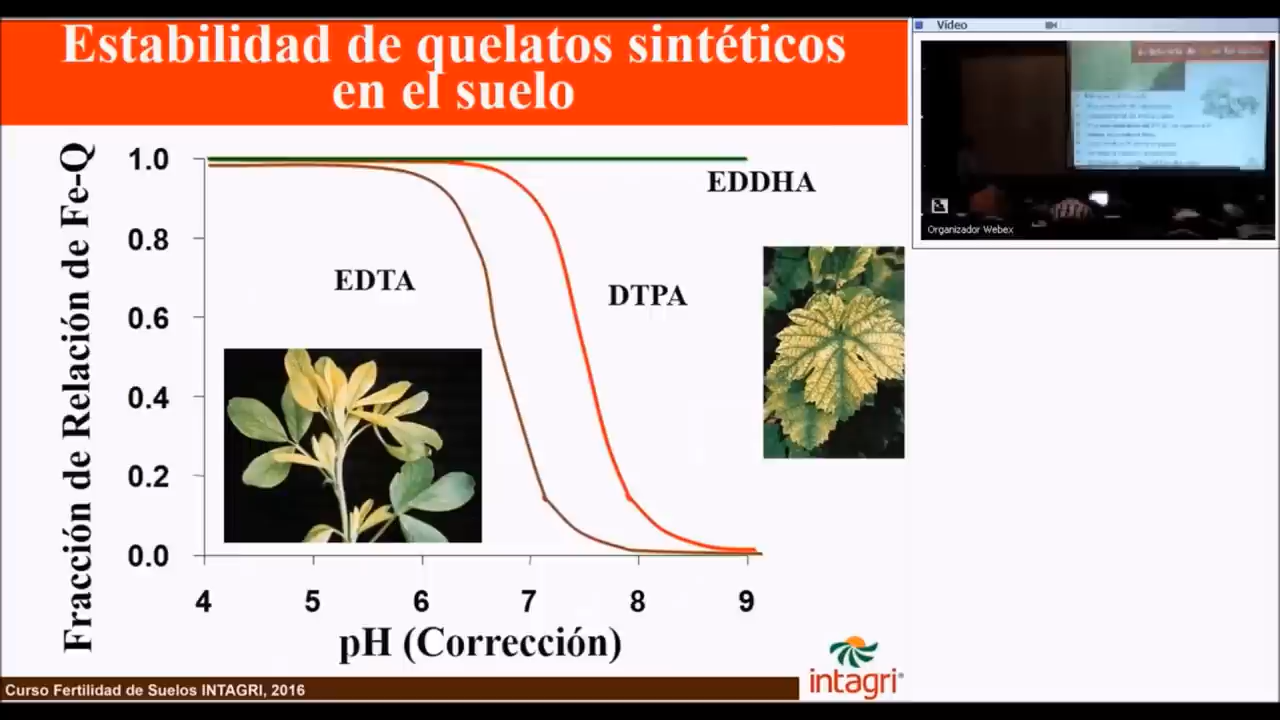 Estabilidad de quelatos sintéticos
en el suelo
Video
Organizador Webex
Fracción de Relación de Fe-Q
1.0
0.8
0.6
0.4
0.2
0.0
EDDHA
EDTA
DTPA
4 5 6 7 8 9
pH (Corrección)
Curso Fertilidad de Suelos INTAGRI, 2016
intagri®